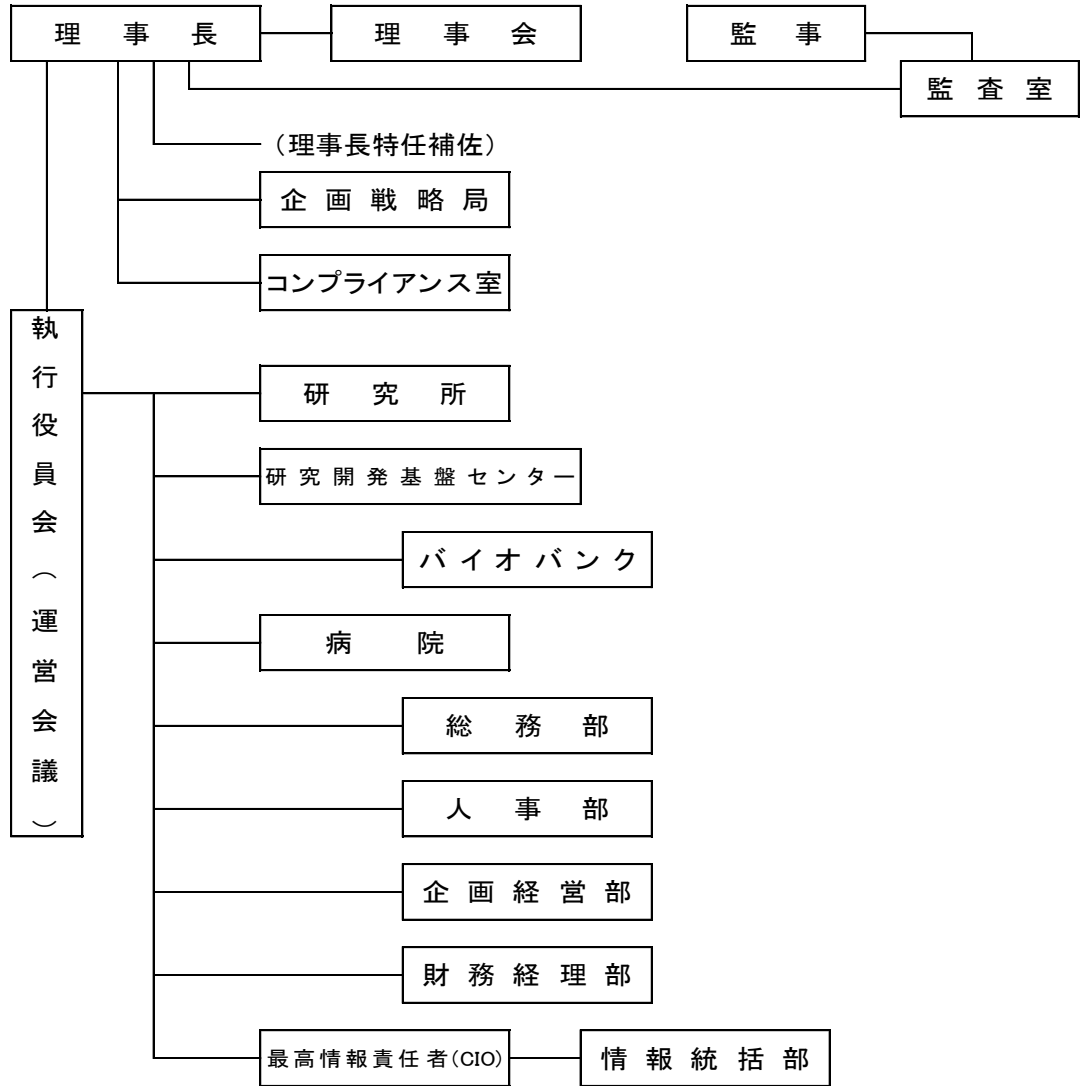 理事長
理事会
監事
監査室
(理事長特任補佐)
企画戦略局
コンプライアンス室
執行役員会(運営会議)
研究所
研究開発基盤センター
バイオバンク
病院
総務部
人事部
企画経営部
財務経理部
最高情報責任者(CIO)
情報統括部